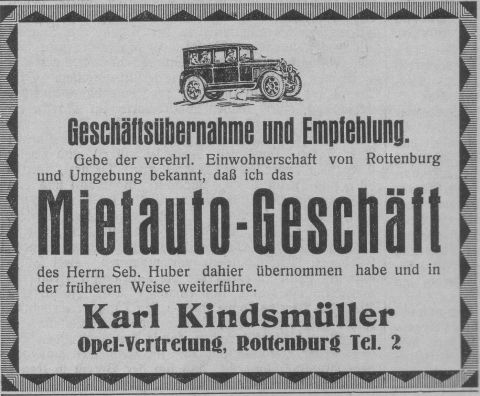 Geschäftsübernahme und Empfehlung.
Gebe der verehrl. Einwohnerschaft von Rottenburg
und Umgebung bekannt, daß ich das
Mietauto-Geschäft
des Herrn Seb. Huber dahier übernommen habe und in
der früheren Weise weiterführe.
Karl Kindsmüller
Opel-Vertretung, Rottenburg Tel. 2